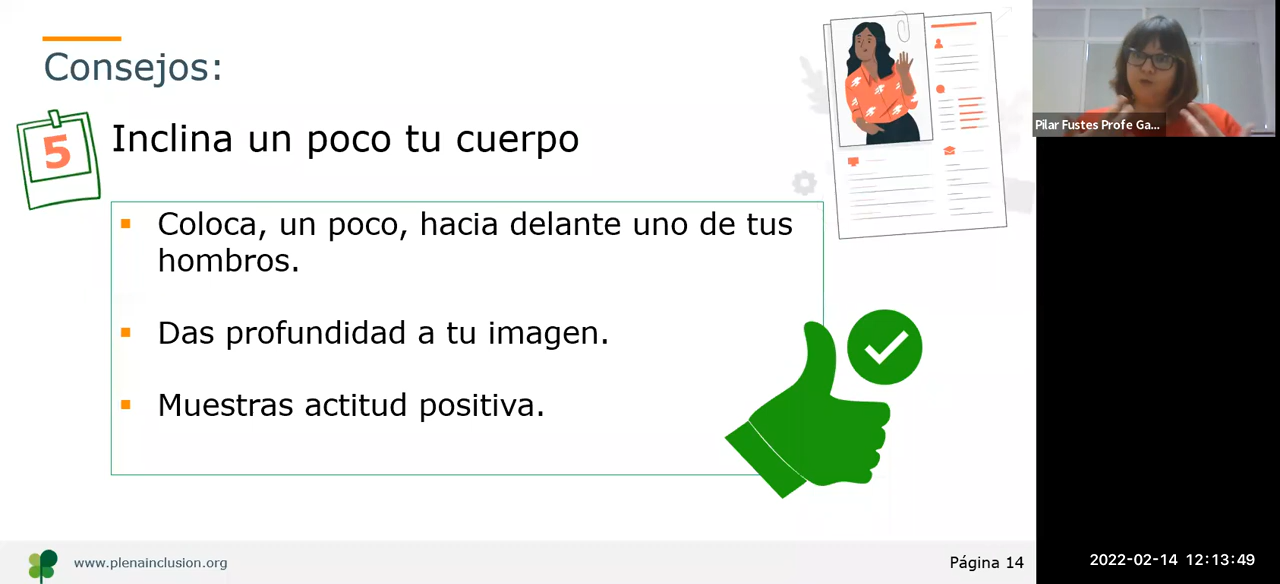 Consejos:
5
Inclina un poco tu cuerpo
Coloca, un poco, hacia delante uno de tus
hombros.
Das profundidad a tu imagen.
Muestras actitud positiva.
Pilar Fustes Profe Ga...
www.plenainclusion.org
Página 14
2022-02-14 12:13:49